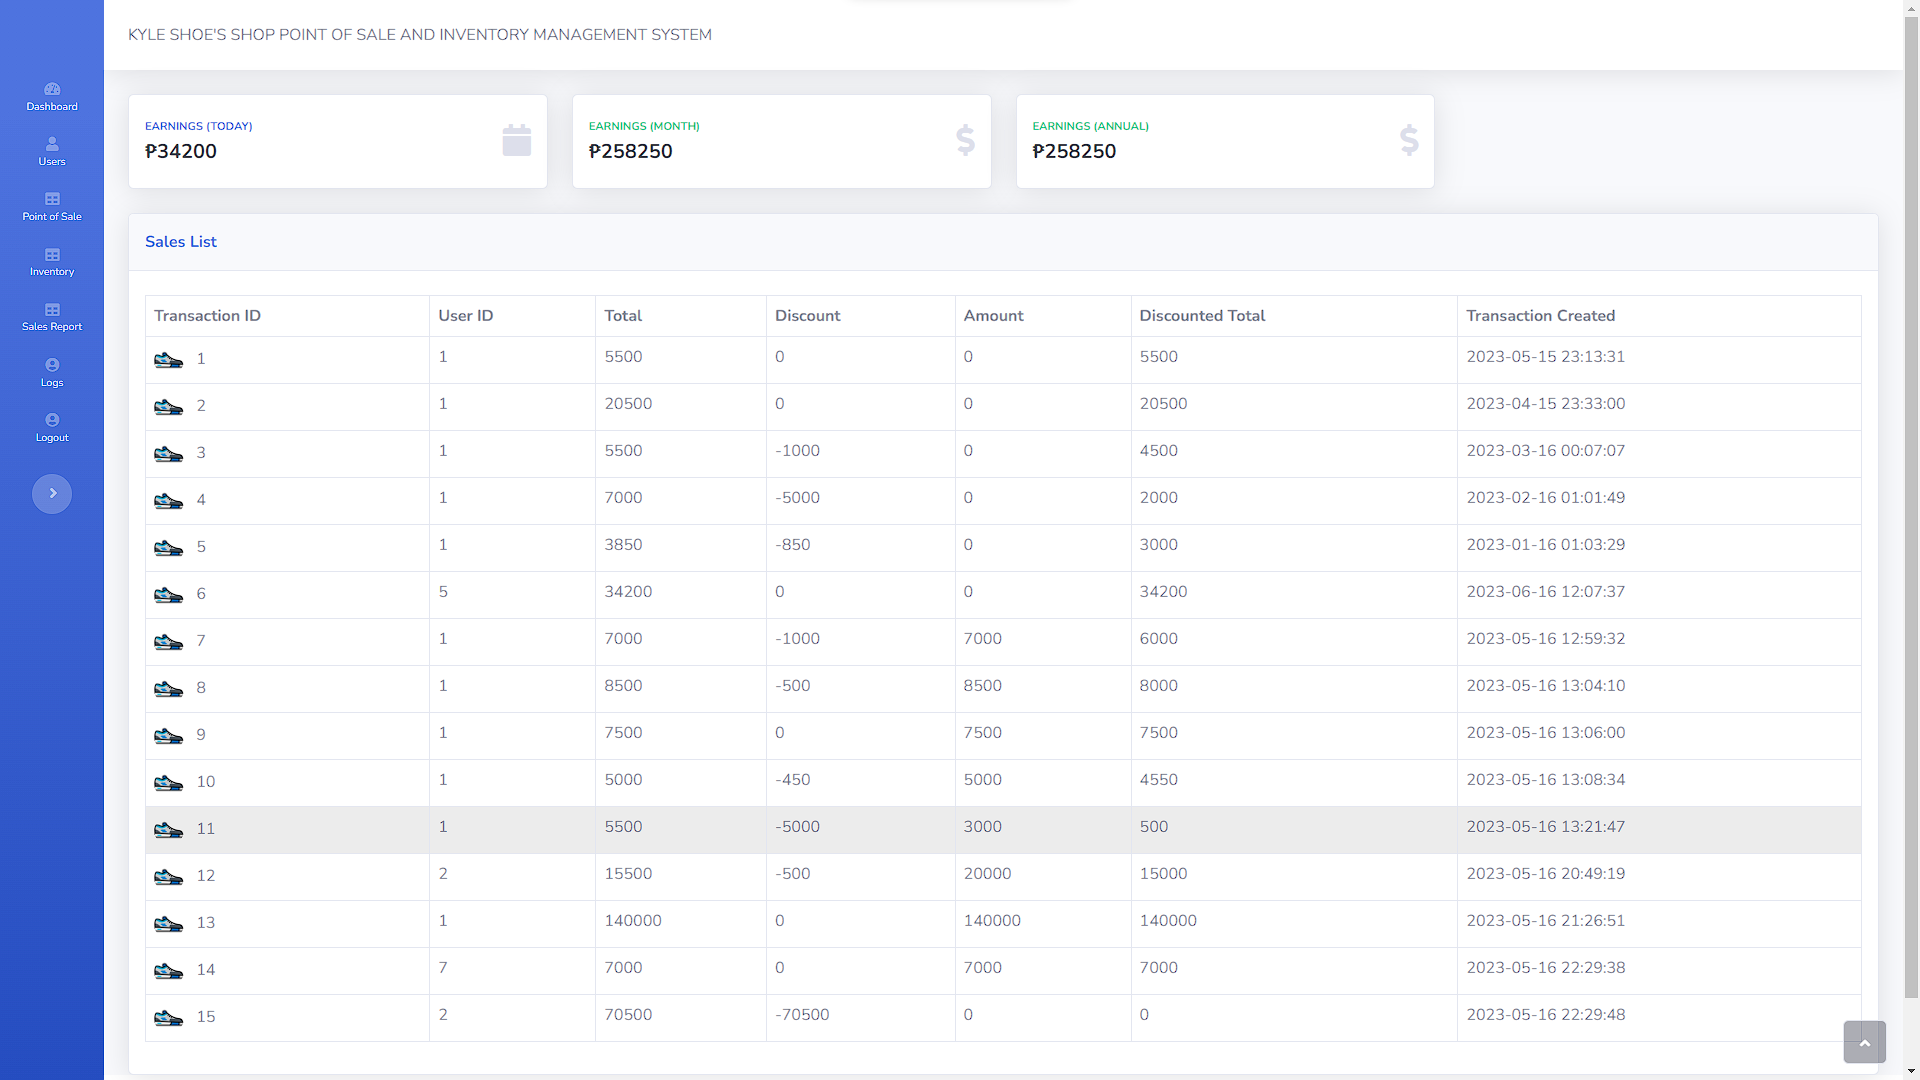 KYLE SHOE'S SHOP POINT OF SALE AND INVENTORY MANAGEMENT SYSTEM
Dashboard
Users
Point of Sale
Inventory
Sales Report
Logs
Logout
EARNINGS (TODAY)
₱34200
EARNINGS (MONTH)
₱258250
EARNINGS (ANNUAL)
₱258250
Sales List
Transaction ID User ID Total Discount Amount Discounted Total Transaction Created
1 1 5500 0 0 5500 2023-05-15 23:13:31
2 1 20500 0 0 20500 2023-04-15 23:33:00
3 1 5500 -1000 0 4500 2023-03-16 00:07:07
4 1 7000 -5000 0 2000 2023-02-16 01:01:49
5 1 3850 -850 0 3000 2023-01-16 01:03:29
6 5 34200 0 0 34200 2023-06-16 12:07:37
7 1 7000 -1000 7000 6000 2023-05-16 12:59:32
8 1 8500 -500 8500 8000 2023-05-16 13:04:10
9 1 7500 0 7500 7500 2023-05-16 13:06:00
10 1 5000 -450 5000 4550 2023-05-16 13:08:34
11 1 5500 -5000 3000 500 2023-05-16 13:21:47
12 2 15500 -500 20000 15000 2023-05-16 20:49:19
13 1 140000 0 140000 140000 2023-05-16 21:26:51
14 7 7000 0 7000 7000 2023-05-16 22:29:38
15 2 70500 -70500 0 0 2023-05-16 22:29:48